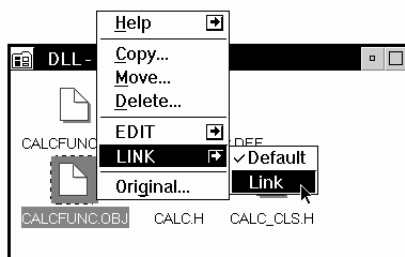 Help
DLL-
Copy...
Move...
Delete...
EDIT
CALCFUNC
.DEF
LINK
✓Default
Link
Original...
CALCFUNC.OBJ CALC.H CALC_CLS.H